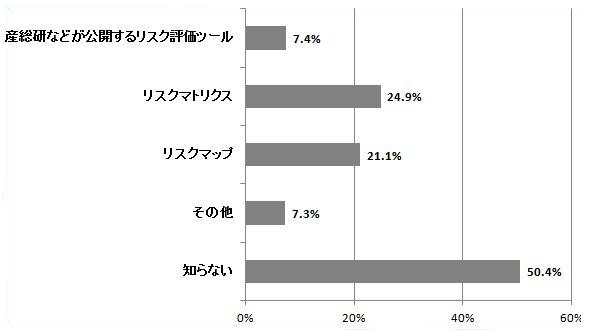 産総研などが公開するリスク評価ツール 7.4%
リスクマトリクス 24.9%
リスクマップ 21.1%
その他 7.3%
知らない 50.4%
0% 20% 40% 60%